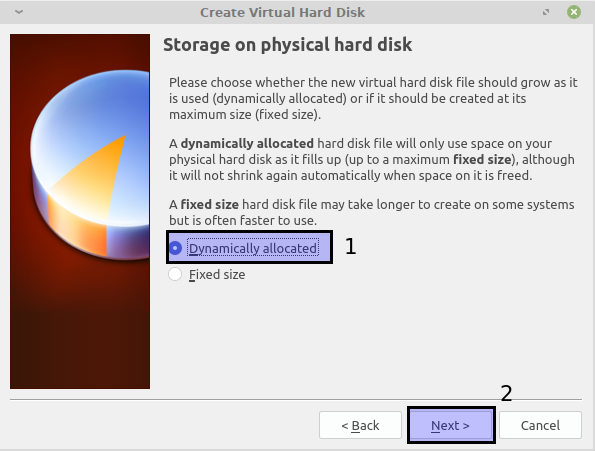 Create Virtual Hard Disk
Storage on physical hard disk
Please choose whether the new virtual hard disk file should grow as it
is used (dynamically allocated) or if it should be created at its
maximum size (fixed size).
A dynamically allocated hard disk file will only use space on your
physical hard disk as it fills up (up to a maximum fixed size), although
it will not shrink again automatically when space on it is freed.
A fixed size hard disk file may take longer to create on some systems
but is often faster to use.
Dynamically allocated 1
Fixed size
2
< Back Next > Cancel